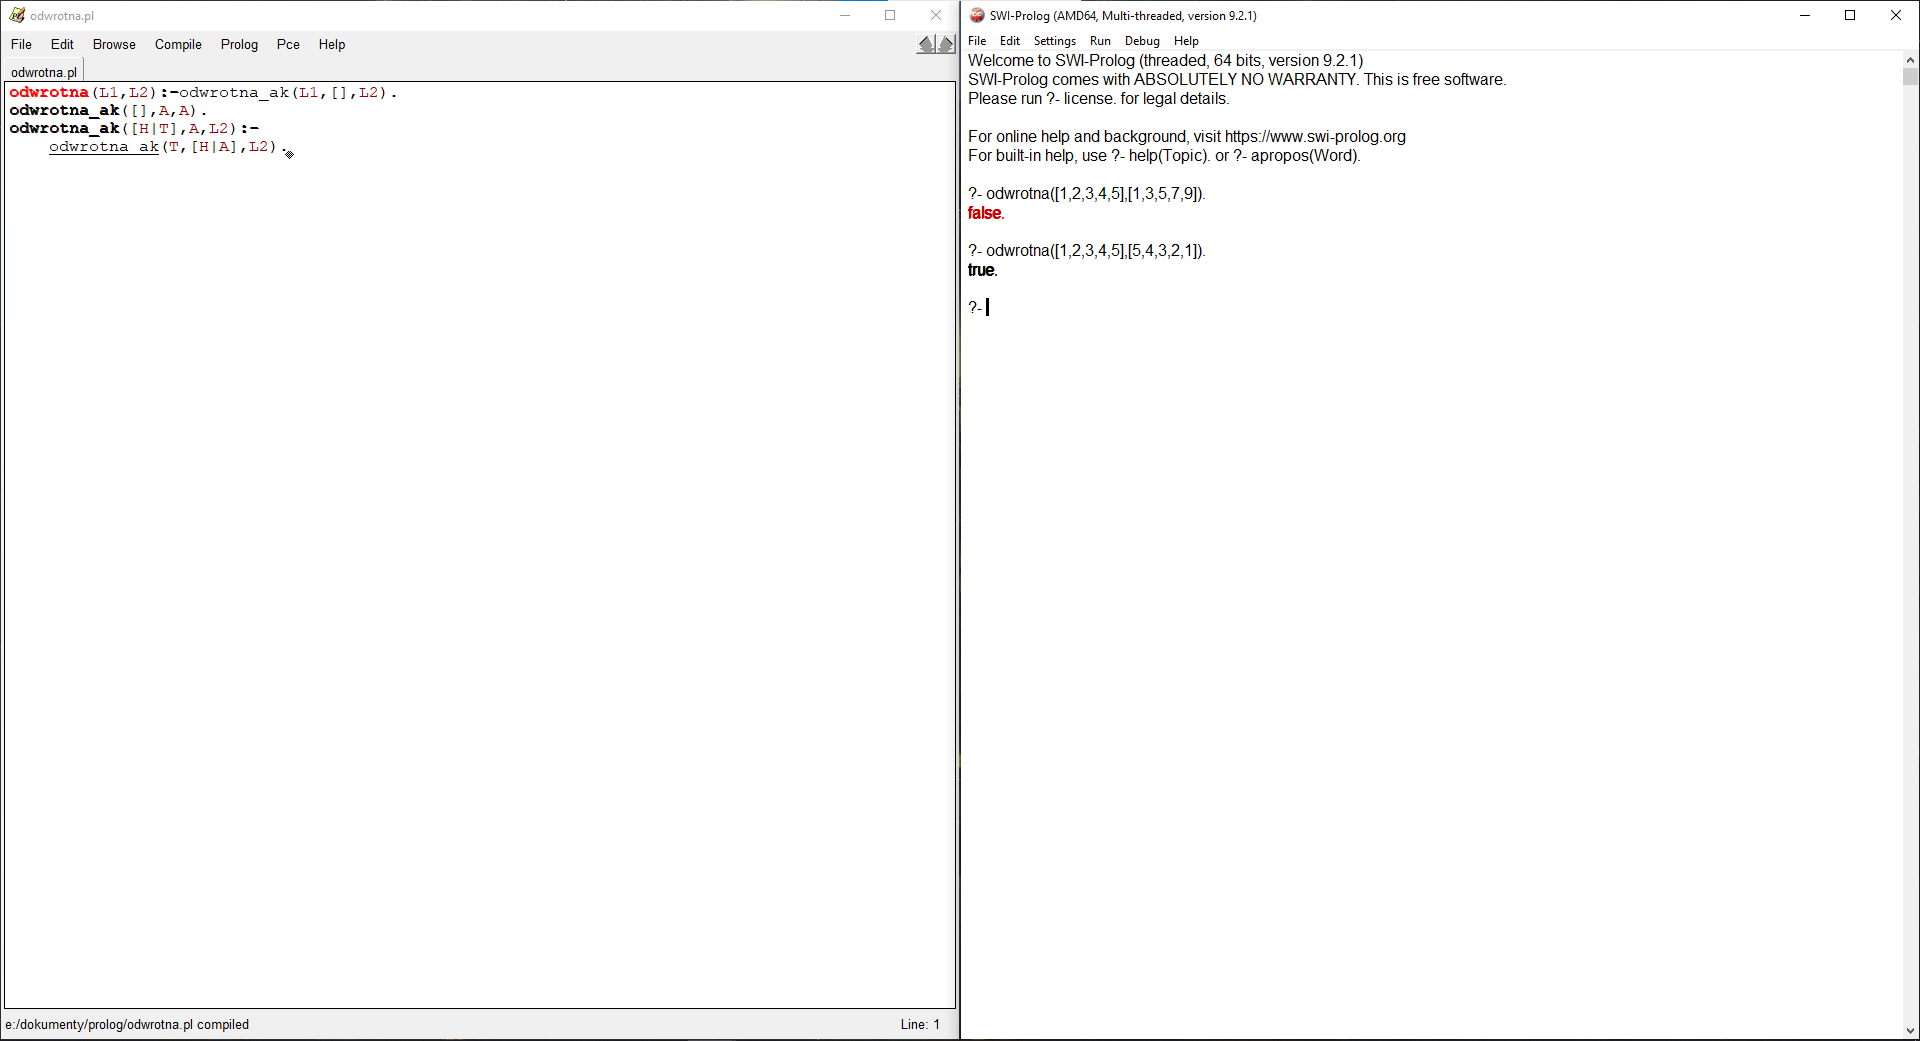 odwrotna.pl
File Edit Browse Compile Prolog Pce Help
odwrotna.pl
odwrotna(L1,L2):-odwrotna_ak(L1,[],L2).
odwrotna_ak([],A,A).
odwrotna_ak([H|T],A,L2):-
    odwrotna_ak(T,[H|A],L2).
e:/dokumenty/prolog/odwrotna.pl compiled
Line: 1
SWI-Prolog (AMD64, Multi-threaded, version 9.2.1)
File Edit Settings Run Debug Help
Welcome to SWI-Prolog (threaded, 64 bits, version 9.2.1)
SWI-Prolog comes with ABSOLUTELY NO WARRANTY. This is free software.
Please run ?- license. for legal details.
For online help and background, visit https://www.swi-prolog.org
For built-in help, use ?- help(Topic). or ?- apropos(Word).
?- odwrotna([1,2,3,4,5],[1,3,5,7,9]).
false.
?- odwrotna([1,2,3,4,5],[5,4,3,2,1]).
true.
?-